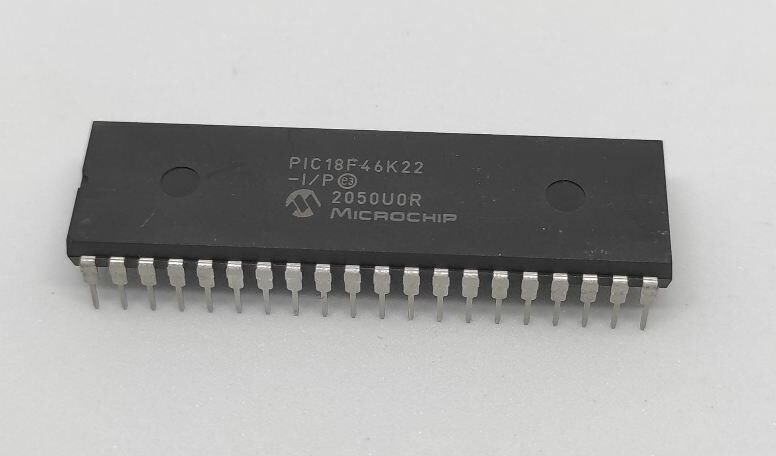 PIC18F46K22
-I/P e3
2050U0R
MICROCHIP